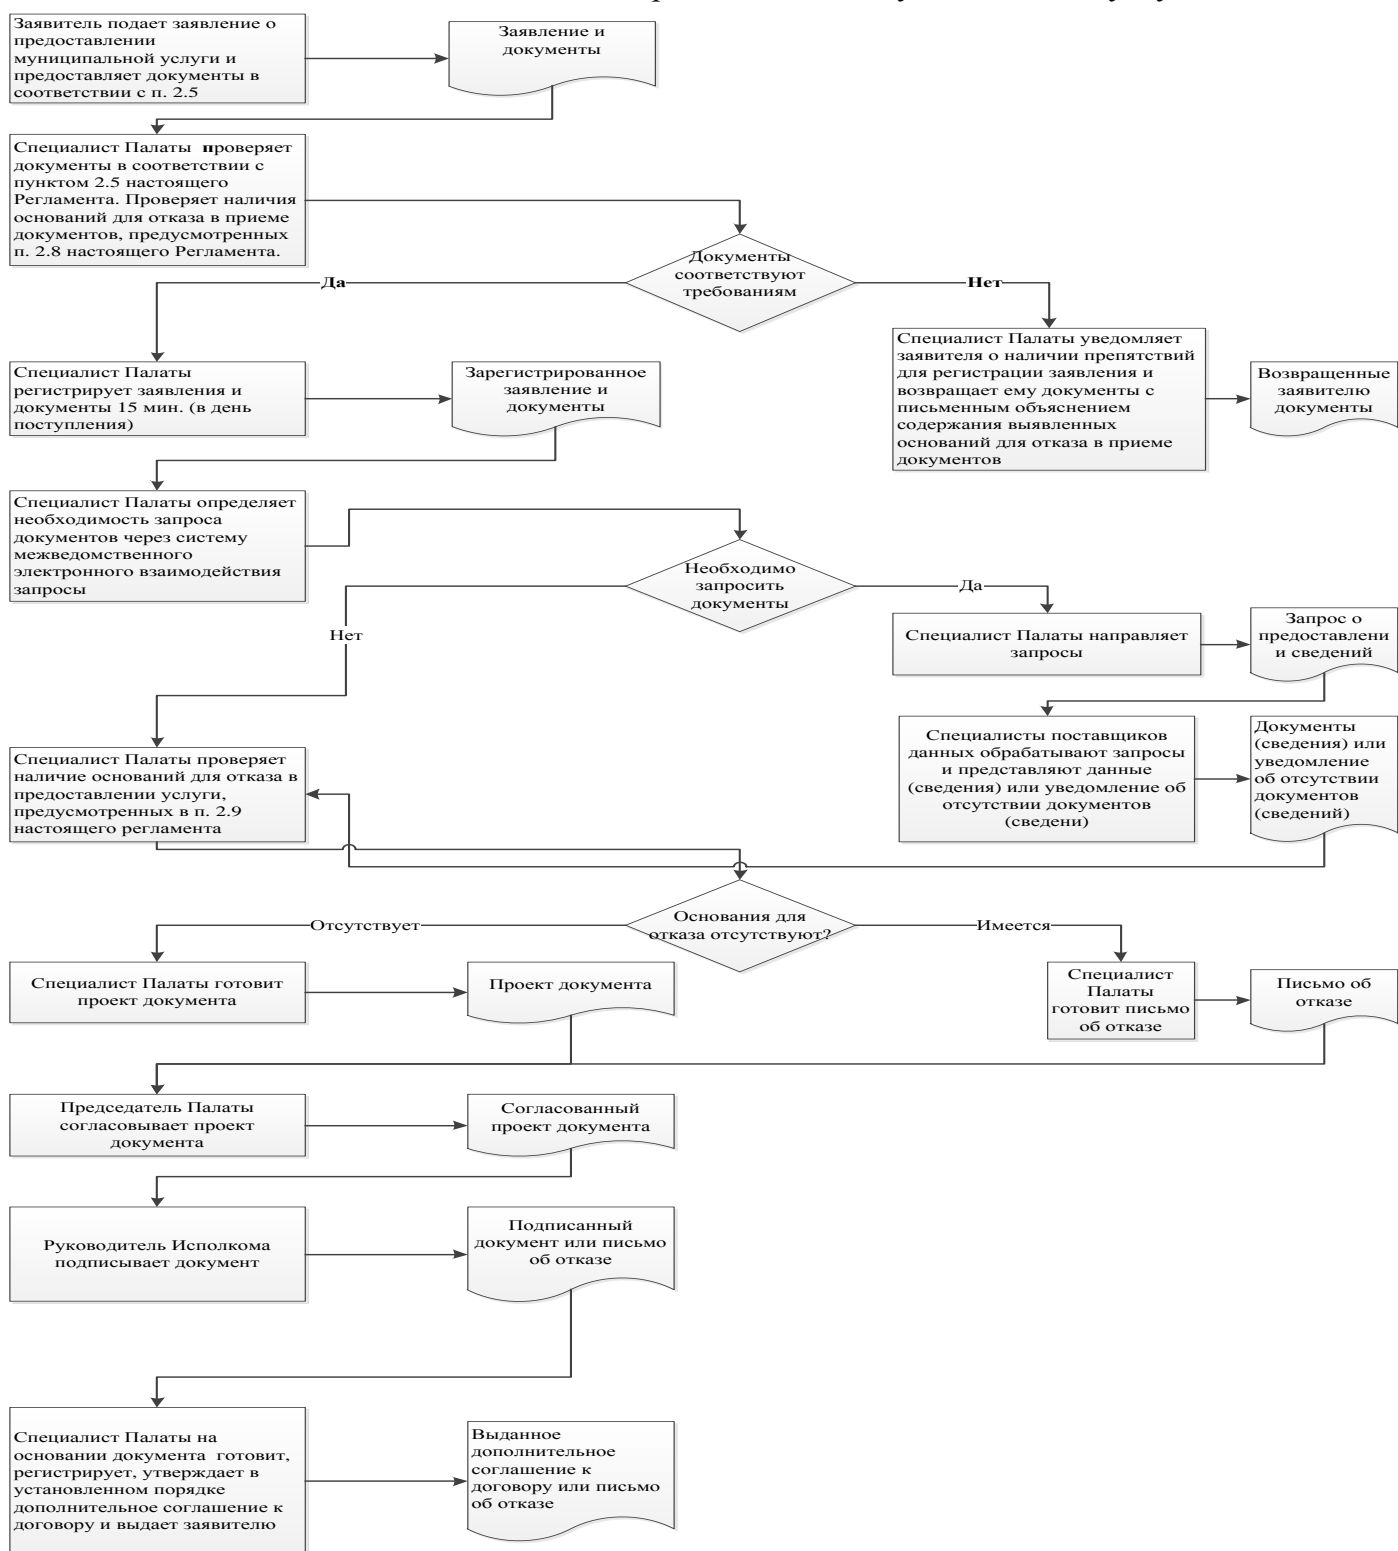 Заявитель подает заявление о
предоставлении
муниципальной услуги и
предоставляет документы в
соответствии с п. 2.5
Заявление и
документы
Специалист Палаты проверяет
документы в соответствии с
пунктом 2.5 настоящего
Регламента. Проверяет наличия
оснований для отказа в приеме
документов, предусмотренных
п. 2.8 настоящего Регламента.
Документы
соответствуют
требованиям
Да
Нет
Специалист Палаты
регистрирует заявления и
документы 15 мин. (в день
поступления)
Зарегистрированное
заявление и
документы
Специалист Палаты уведомляет
заявителя о наличии препятствий
для регистрации заявления и
возвращает ему документы с
письменным объяснением
содержания выявленных
оснований для отказа в приеме
документов
Возвращенные
заявителю
документы
Специалист Палаты определяет
необходимость запроса
документов через систему
межведомственного
электронного взаимодействия
запросы
Необходимо
запросить
документы
Да
Нет
Специалист Палаты направляет
запросы
Запрос о
предоставлени
и сведений
Специалисты поставщиков
данных обрабатывают запросы
и представляют данные
(сведения) или уведомление об
отсутствии документов
(сведени)
Документы
(сведения) или
уведомление
об отсутствии
документов
(сведений)
Специалист Палаты проверяет
наличие оснований для отказа в
предоставлении услуги,
предусмотренных в п. 2.9
настоящего регламента
Основания для
отказа отсутствуют?
Отсутствует
Имеется
Специалист Палаты готовит
проект документа
Проект документа
Специалист
Палаты
готовит письмо
об отказе
Письмо об
отказе
Председатель Палаты
согласовывает проект
документа
Согласованный
проект документа
Руководитель Исполкома
подписывает документ
Подписанный
документ или письмо
об отказе
Специалист Палаты на
основании документа готовит,
регистрирует, утверждает в
установленном порядке
дополнительное соглашение к
договору и выдает заявителю
Выданное
дополнительное
соглашение к
договору или письмо
об отказе